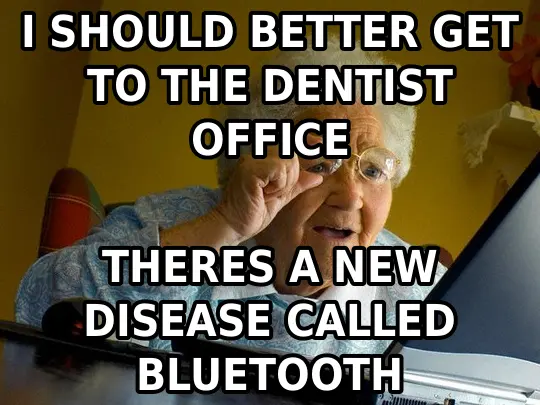 I SHOULD BETTER GET
TO THE DENTIST
OFFICE
THERES A NEW
DISEASE CALLED
BLUETOOTH